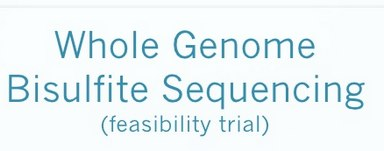 Whole Genome
Bisulfite Sequencing
(feasibility trial)